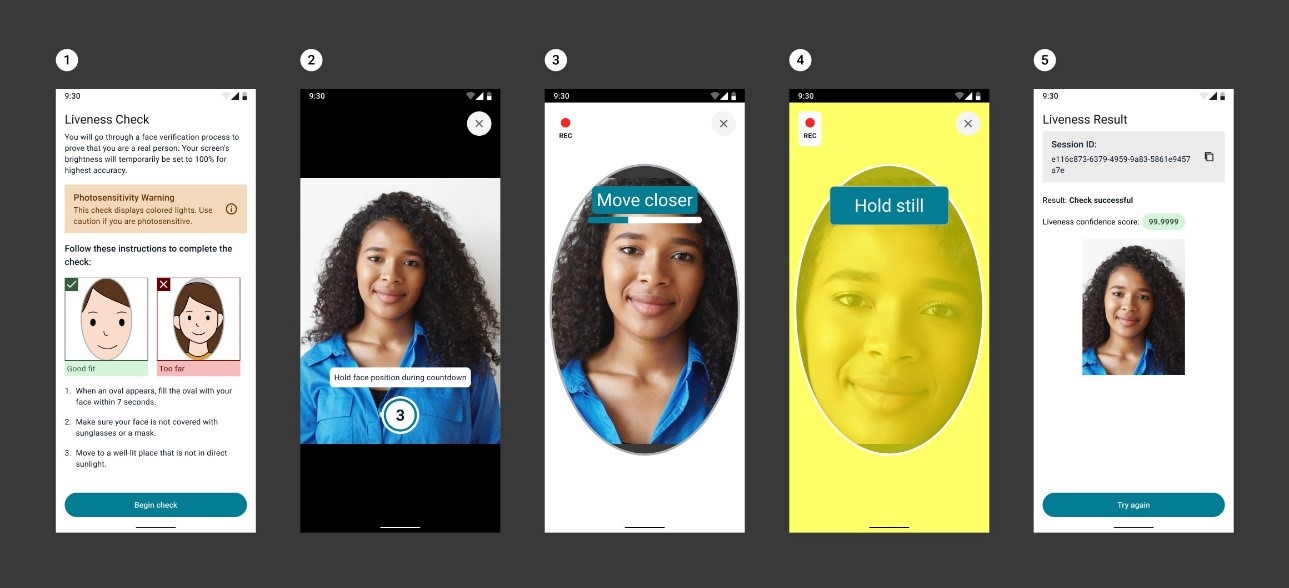 1
9:30
Liveness Check
You will go through a face verification process to
prove that you are a real person. Your screen's
brightness will temporarily be set to 100% for
highest accuracy.
Photosensitivity Warning
This check displays colored lights. Use
caution if you are photosensitive.
Follow these instructions to complete the
check:
Good fit
Too far
1. When an oval appears, fill the oval with your
face within 7 seconds.
2. Make sure your face is not covered with
sunglasses or a mask.
3. Move to a well-lit place that is not in direct
sunlight.
Begin check
2
9:30
Hold face position during countdown
3
3
9:30
REC
Move closer
4
9:30
REC
Hold still
5
9:30
Liveness Result
Session ID:
e116c873-6379-4959-9a83-5861e9457
a7e
Result: Check successful
Liveness confidence score: 99.9999
Try again